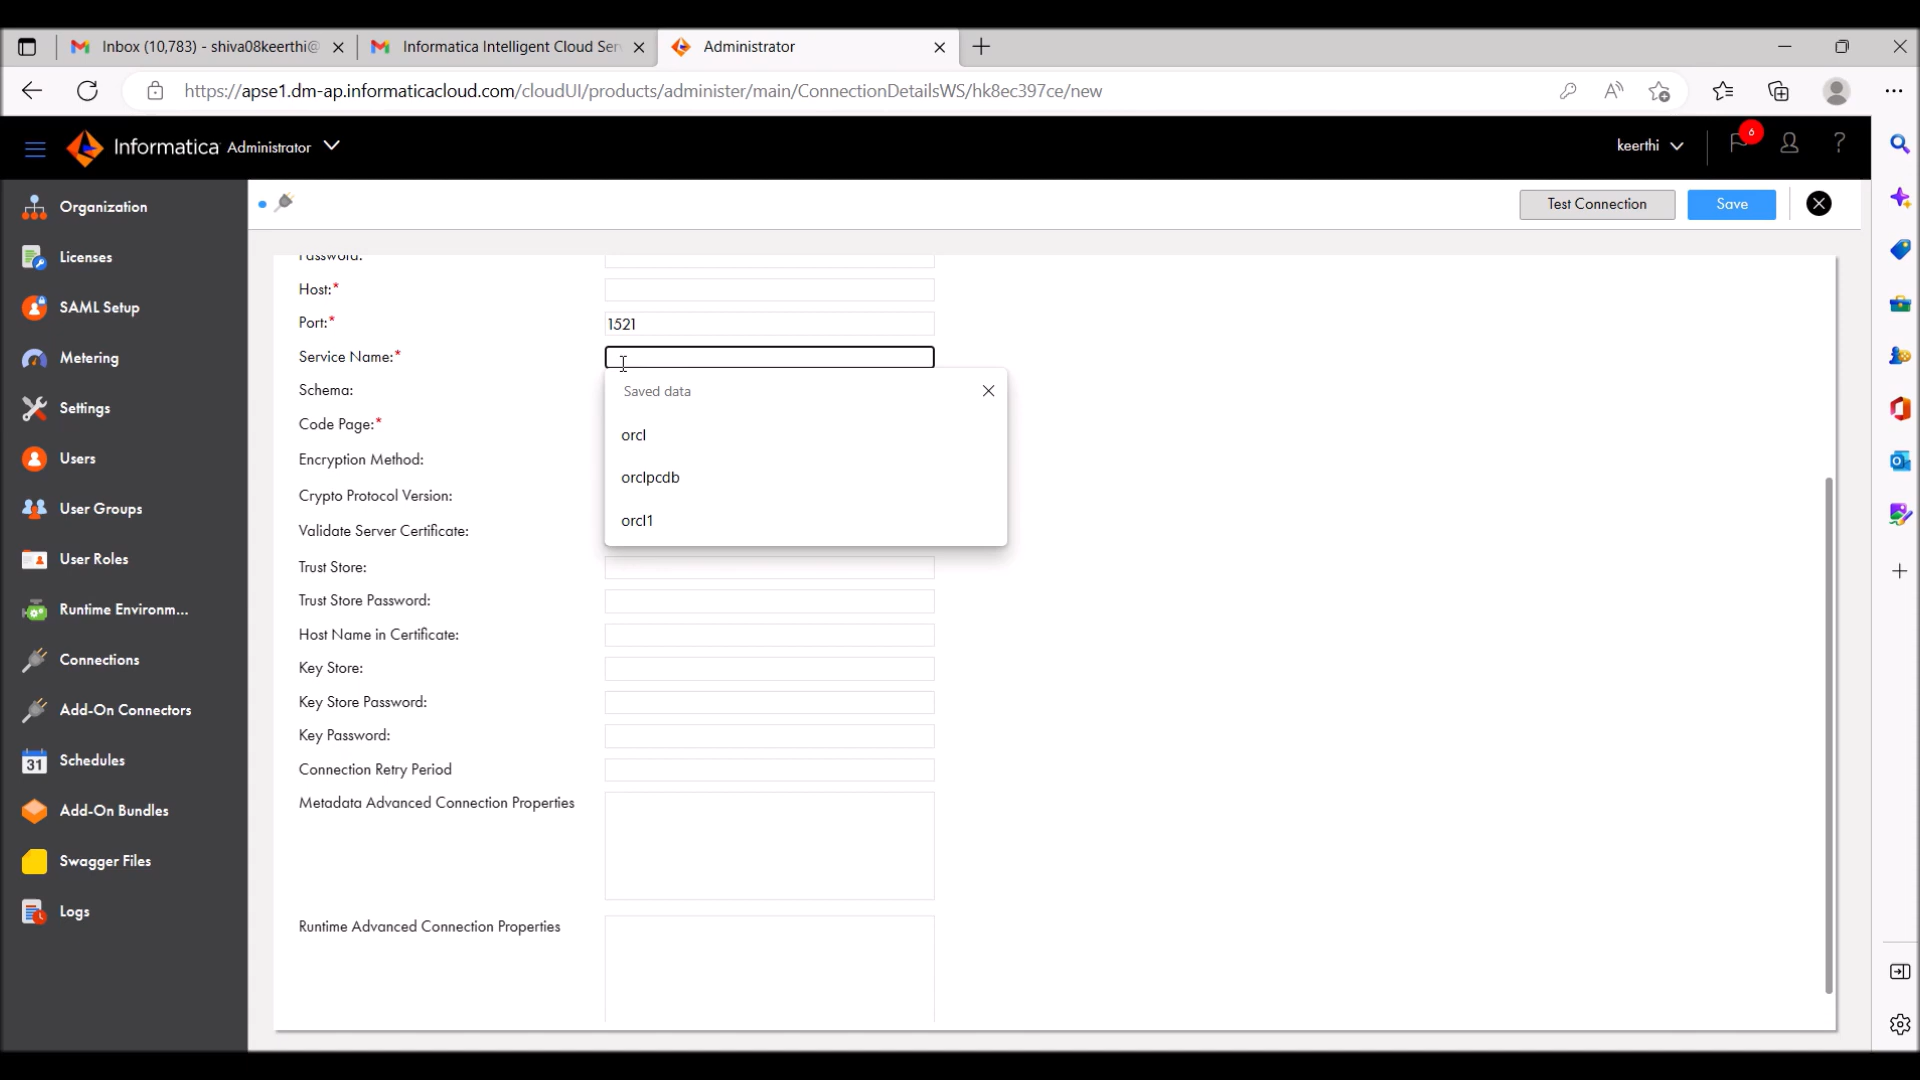 Inbox (10,783) - shiva08keerthi@
Informatica Intelligent Cloud Ser
Administrator
https://apse1.dm-ap.informaticacloud.com/cloudUI/products/administer/main/ConnectionDetailsWS/hk8ec397ce/new
Informatica Administrator
keerthi
6
Organization
Licenses
SAML Setup
Metering
Settings
Users
User Groups
User Roles
Runtime Environm...
Connections
Add-On Connectors
31
Schedules
Add-On Bundles
Swagger Files
Logs
Test Connection
Save
Password:
Host:*
Port:* 1521
Service Name:*
Schema:
Saved data
Code Page:*
orcl
Encryption Method:
orclpcdb
Crypto Protocol Version:
orcl1
Validate Server Certificate:
Trust Store:
Trust Store Password:
Host Name in Certificate:
Key Store:
Key Store Password:
Key Password:
Connection Retry Period
Metadata Advanced Connection Properties
Runtime Advanced Connection Properties